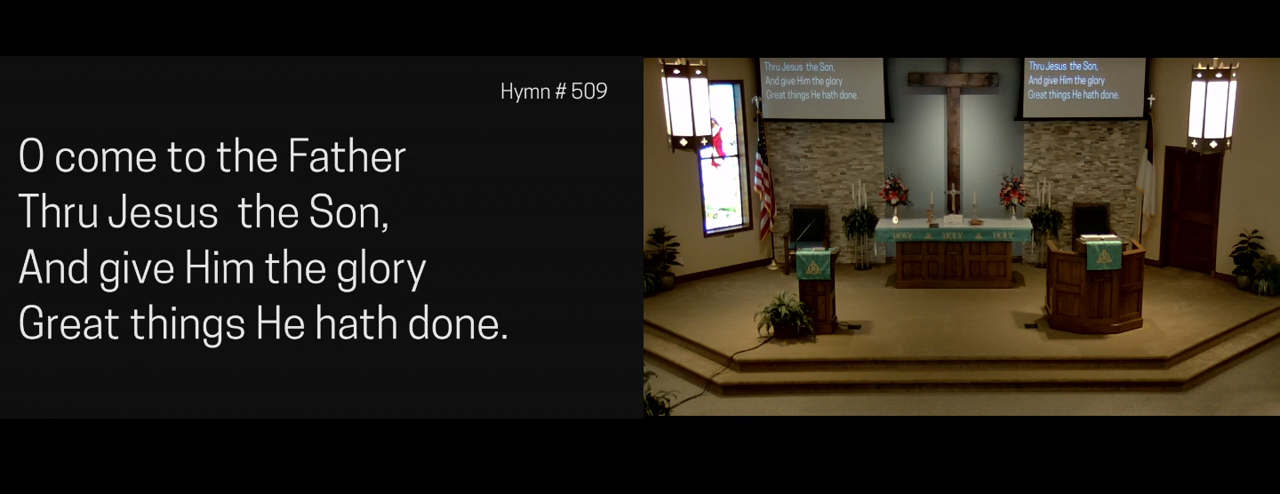 Hymn # 509
O come to the Father
Thru Jesus  the Son,
And give Him the glory
Great things He hath done.
Thru Jesus  the Son,
And give Him the glory
Great things He hath done.
Thru Jesus  the Son,
And give Him the glory
Great things He hath done.
HOLY HOLY HOLY